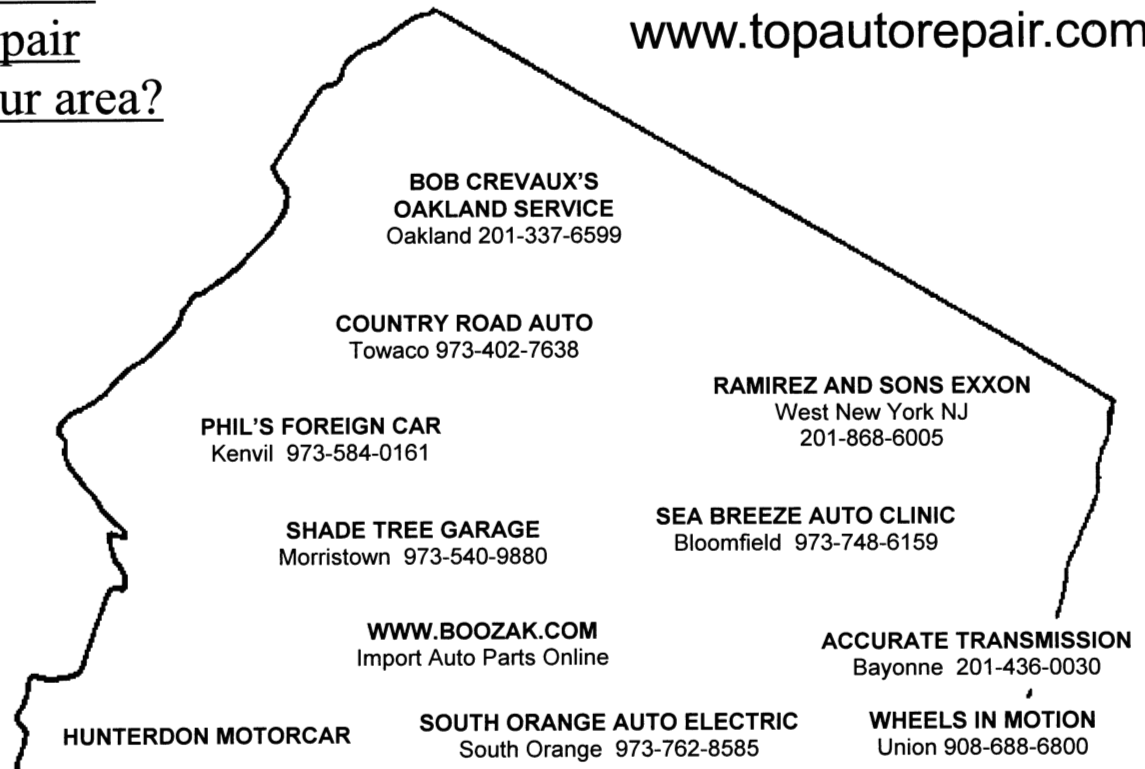 pair
ur area?
www.topautorepair.com
BOB CREVAUX'S
OAKLAND SERVICE
Oakland 201-337-6599
COUNTRY ROAD AUTO
Towaco 973-402-7638
RAMIREZ AND SONS EXXON
West New York NJ
201-868-6005
PHIL'S FOREIGN CAR
Kenvil 973-584-0161
SEA BREEZE AUTO CLINIC
Bloomfield 973-748-6159
SHADE TREE GARAGE
Morristown 973-540-9880
WWW.BOOZAK.COM
Import Auto Parts Online
ACCURATE TRANSMISSION
Bayonne 201-436-0030
HUNTERDON MOTORCAR
SOUTH ORANGE AUTO ELECTRIC
South Orange 973-762-8585
WHEELS IN MOTION
Union 908-688-6800